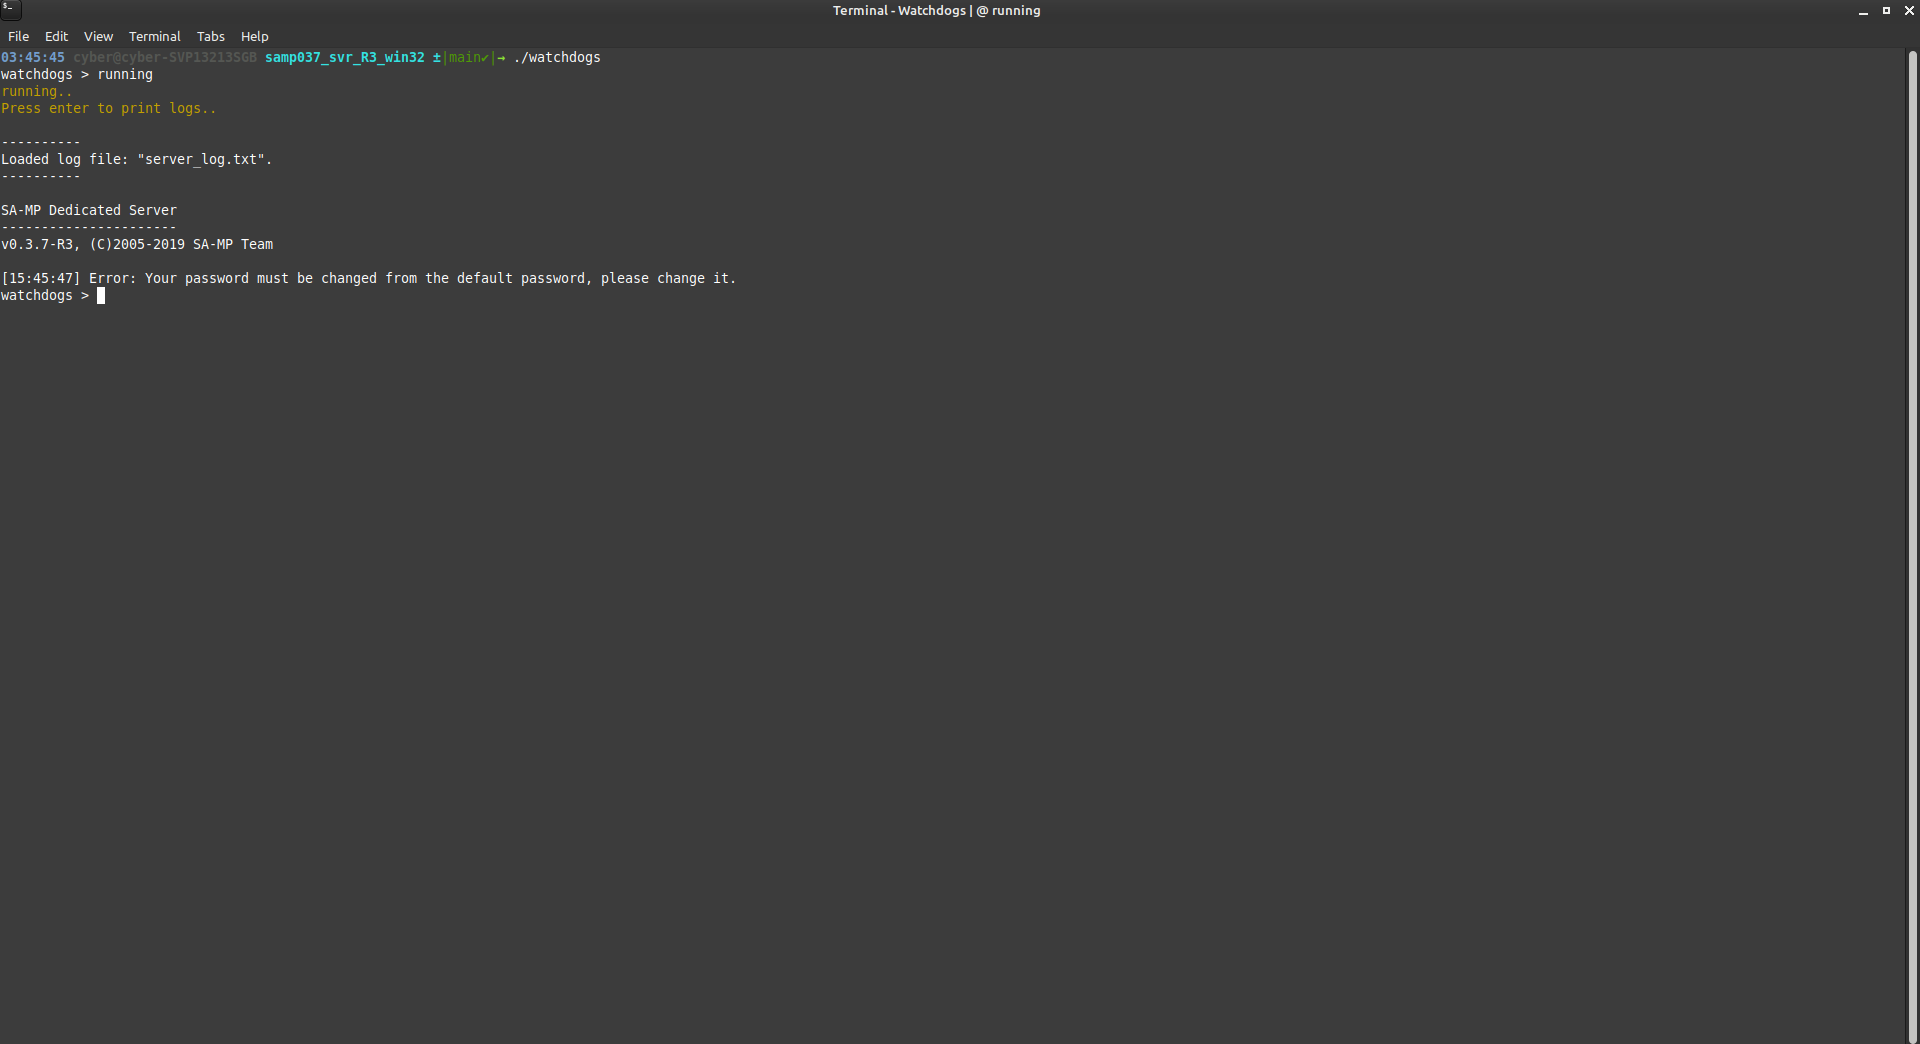 Terminal - Watchdogs | @ running
File Edit View Terminal Tabs Help
03:45:45 cyber@cyber-SVP13213SGB samp037_svr_R3_win32 ±|main✔|→ ./watchdogs
watchdogs > running
running..
Press enter to print logs..
----------
Loaded log file: "server_log.txt".
----------
SA-MP Dedicated Server
----------------------
v0.3.7-R3, (C)2005-2019 SA-MP Team
[15:45:47] Error: Your password must be changed from the default password, please change it.
watchdogs >